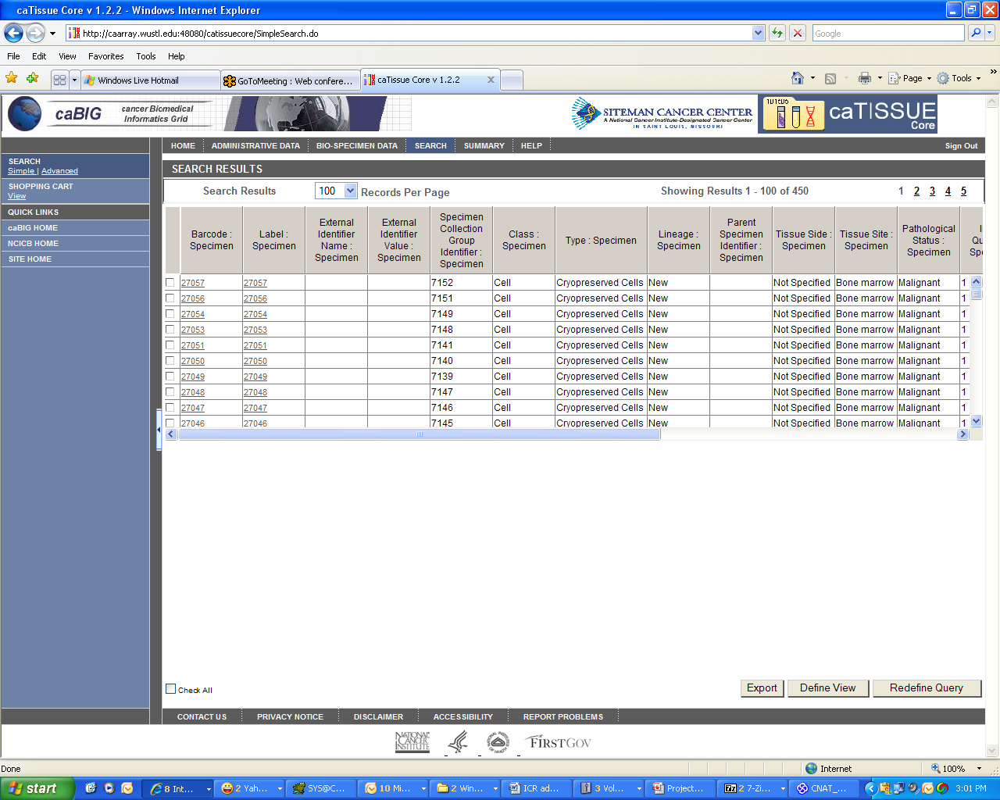 caTissue Core v 1.2.2 - Windows Internet Explorer
http://caarray.wustl.edu:48080/catissuecore/SimpleSearch.do
Google
File Edit View Favorites Tools Help
Windows Live Hotmail
GoToMeeting : Web confere...
caTissue Core v 1.2.2
Page
Tools
caBIG
cancer Biomedical
Informatics Grid
SITEMAN CANCER CENTER
A National Cancer Institute-Designated Cancer Center
IN SAINT LOUIS, MISSOURI
caTISSUE
Core
HOME ADMINISTRATIVE DATA BIO-SPECIMEN DATA SEARCH SUMMARY HELP Sign Out
SEARCH
Simple | Advanced
SHOPPING CART
View
QUICK LINKS
caBIG HOME
NCICB HOME
SITE HOME
SEARCH RESULTS
Search Results 100 Records Per Page Showing Results 1 - 100 of 450 1 2 3 4 5
Barcode :
Specimen
Label :
Specimen
External
Identifier
Name :
Specimen
External
Identifier
Value :
Specimen
Specimen
Collection
Group
Identifier :
Specimen
Class :
Specimen
Type : Specimen
Lineage :
Specimen
Parent
Specimen
Identifier :
Specimen
Tissue Side :
Specimen
Tissue Site :
Specimen
Pathological
Status :
Specimen
27057 27057 7152 Cell Cryopreserved Cells New Not Specified Bone marrow Malignant 1
27056 27056 7151 Cell Cryopreserved Cells New Not Specified Bone marrow Malignant 1
27054 27054 7149 Cell Cryopreserved Cells New Not Specified Bone marrow Malignant 1
27053 27053 7148 Cell Cryopreserved Cells New Not Specified Bone marrow Malignant 1
27051 27051 7141 Cell Cryopreserved Cells New Not Specified Bone marrow Malignant 1
27050 27050 7140 Cell Cryopreserved Cells New Not Specified Bone marrow Malignant 1
27049 27049 7139 Cell Cryopreserved Cells New Not Specified Bone marrow Malignant 1
27048 27048 7147 Cell Cryopreserved Cells New Not Specified Bone marrow Malignant 1
27047 27047 7146 Cell Cryopreserved Cells New Not Specified Bone marrow Malignant 1
27046 27046 7145 Cell Cryopreserved Cells New Not Specified Bone marrow Malignant 1
Check All
Export Define View Redefine Query
CONTACT US PRIVACY NOTICE DISCLAIMER ACCESSIBILITY REPORT PROBLEMS
NATIONAL
CANCER
INSTITUTE
FIRSTGOV
Done Internet 100%
start 8 Int... 2 Yah... SYS@C... 10 Mi... 2 Win... ICR ad... 3 Vol... Project... 2 7-Zi... CNAT_... 3:01 PM